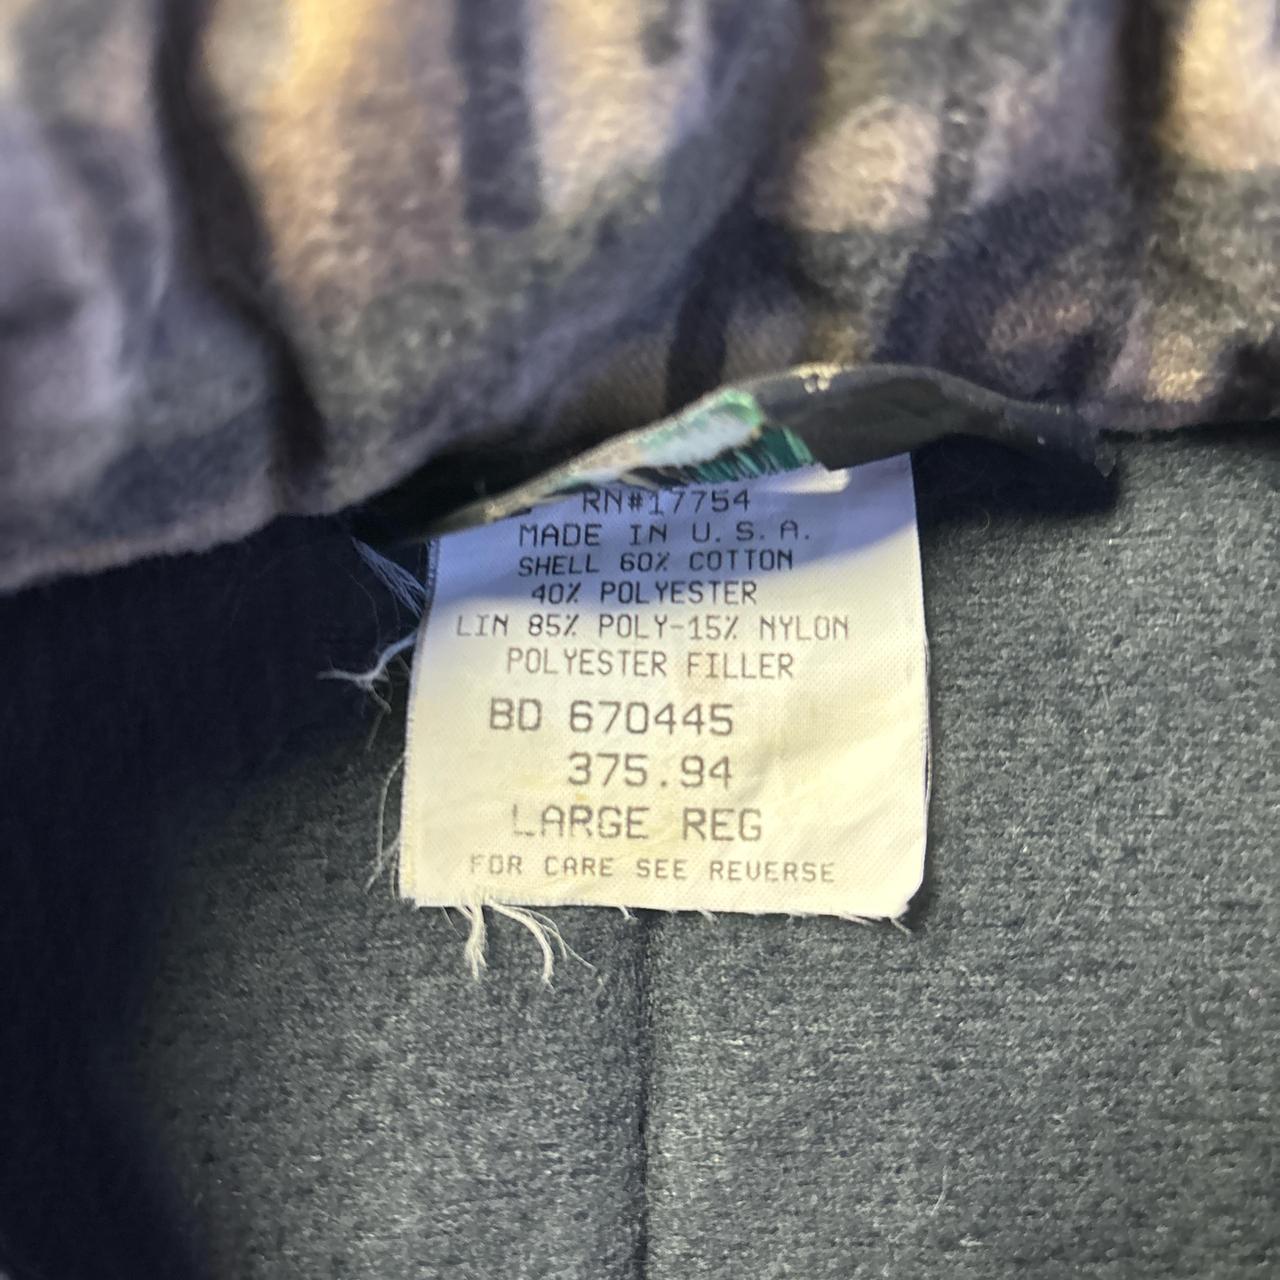 RN#17754
MADE IN U.S.A.
SHELL 60% COTTON
40% POLYESTER
LIN 85% POLY-15% NYLON
POLYESTER FILLER
BD 670445
375.94
LARGE REG
FOR CARE SEE REVERSE